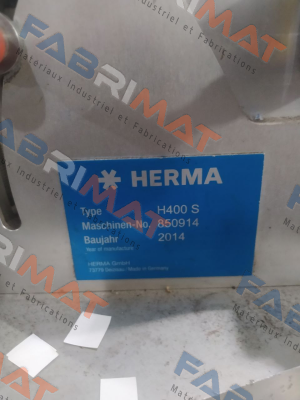 HERMA
Type H400 S
Maschinen-No. 850914
Baujahr 2014
year of manufacture
HERMA GmbH
Made in Germany
FABRIMAT
Materiaux Industriel et Fabrications